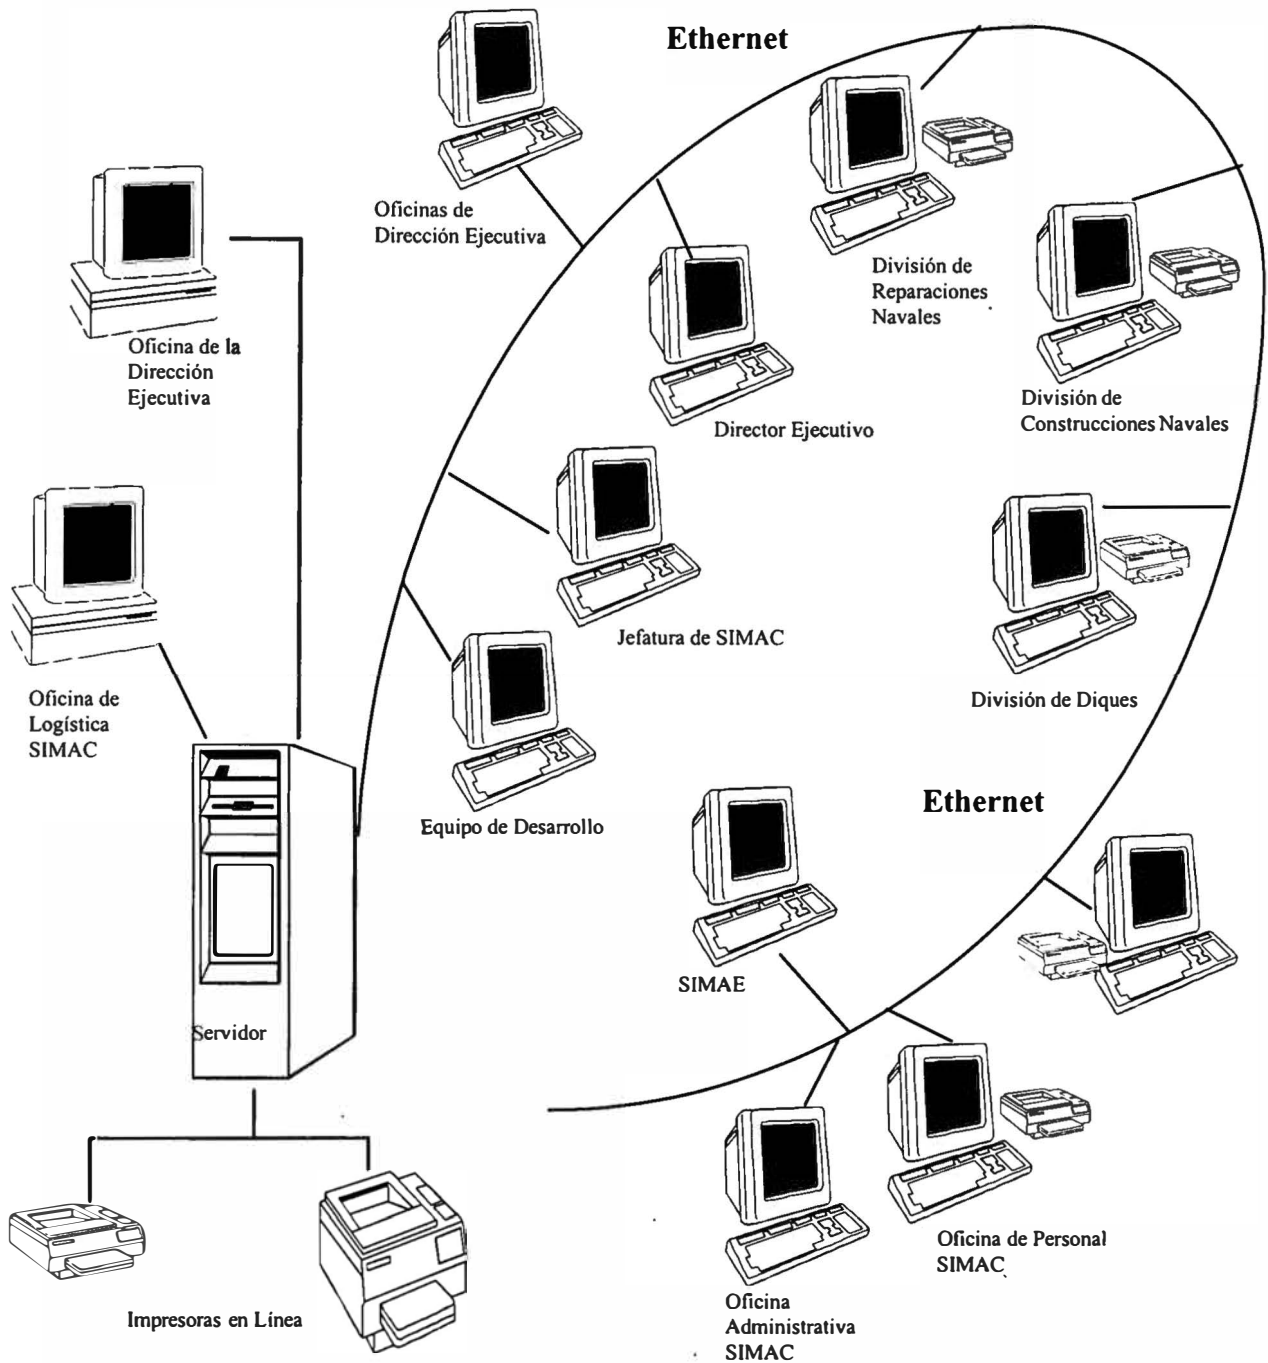 Ethernet
Oficinas de
Dirección Ejecutiva
División de
Reparaciones
Navales
Oficina de la
Dirección
Ejecutiva
División de
Construcciones Navales
Director Ejecutivo
Jefatura de SIMAC
Oficina de
Logística
SIMAC
División de Diques
Ethernet
Equipo de Desarrollo
SIMAE
Servidor
Oficina de Personal
SIMAC
Impresoras en Línea
Oficina
Administrativa
SIMAC